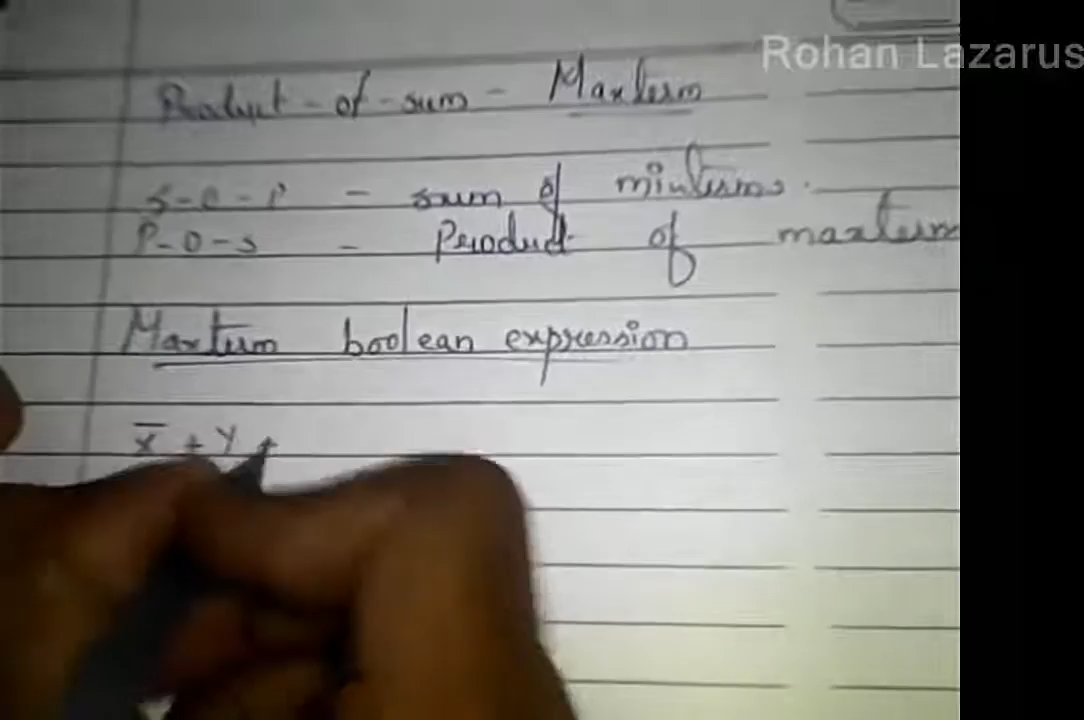 Rohan Lazarus
Product-of-sum - Maxterm
S-O-P - sum of minterms.
P-O-S - Product of maxterm
Maxterm boolean expression
x̅ + y +